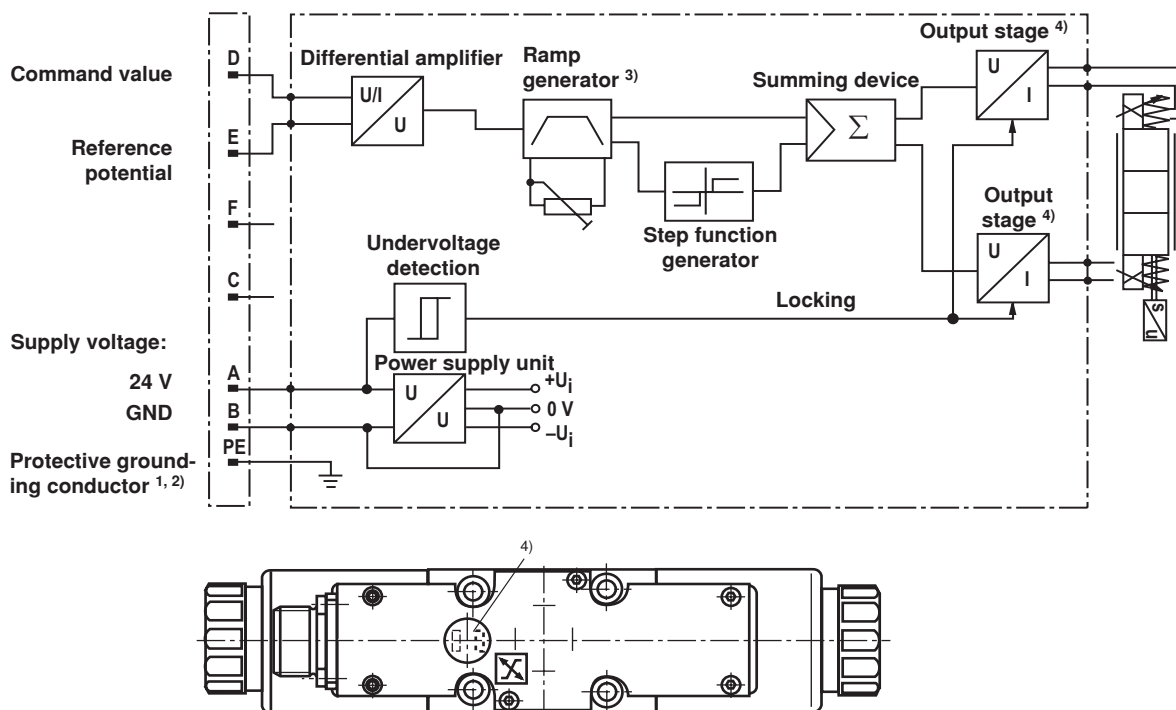 Command value
D
Reference
potential
E
F
C
Supply voltage:
24 V
A
GND
B
PE
Protective ground-
ing conductor 1, 2)
Differential amplifier
U/I
U
Ramp
generator 3)
Step function
generator
Summing device
Σ
Output stage 4)
U
I
Output
stage 4)
U
I
s
u
Undervoltage
detection
Locking
Power supply unit
U
U
+Ui
0 V
–Ui
4)